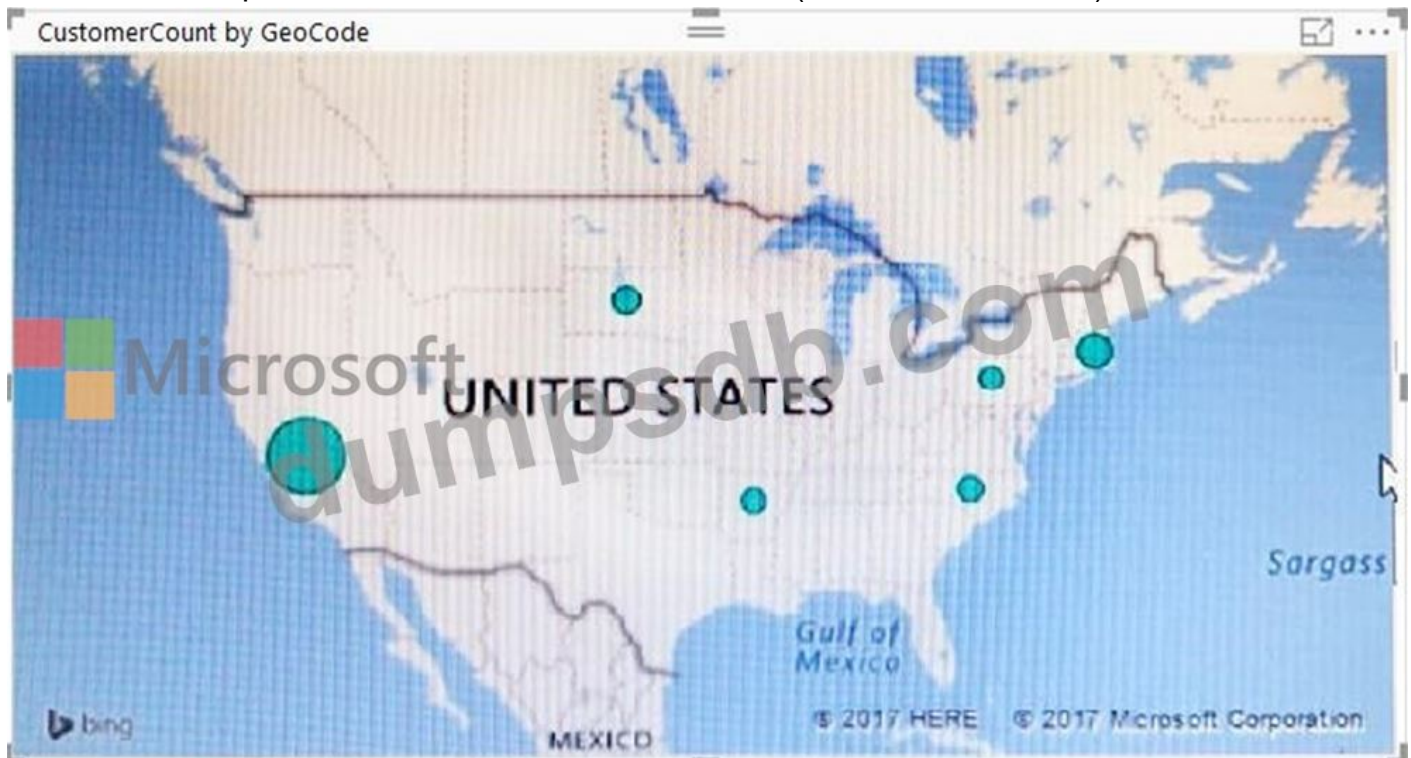 CustomerCount by GeoCode
Microsoft
UNITED STATES
dumpsdb.com
Sargass
Gulf of
Mexico
bing
© 2017 HERE © 2017 Microsoft Corporation
MEXICO